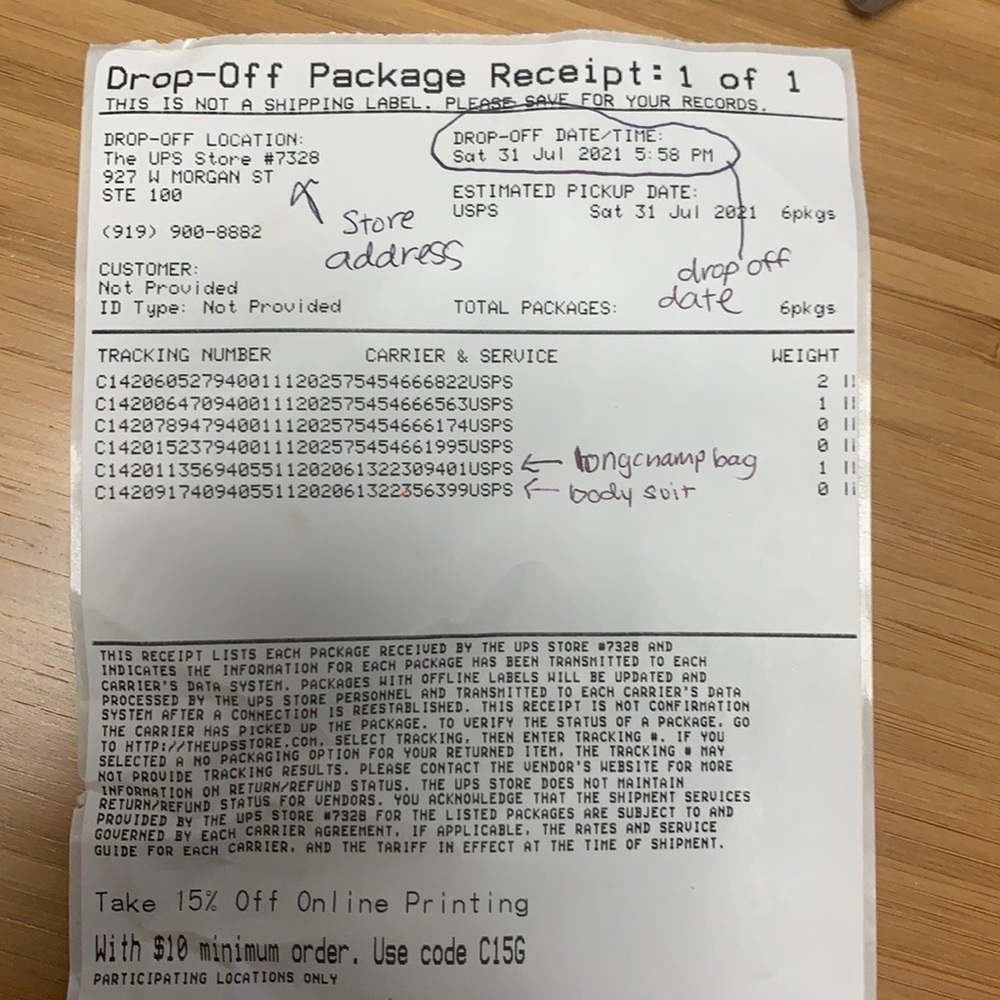 Drop-Off Package Receipt: 1 of 1
THIS IS NOT A SHIPPING LABEL. PLEASE SAVE FOR YOUR RECORDS.
DROP-OFF LOCATION:
The UPS Store #7328
927 W MORGAN ST
STE 100
(919) 900-8882
Store
address
DROP-OFF DATE/TIME:
Sat 31 Jul 2021 5:58 PM
ESTIMATED PICKUP DATE:
USPS Sat 31 Jul 2021 6pkgs
drop off
date
CUSTOMER:
Not Provided
ID Type: Not Provided
TOTAL PACKAGES: 6pkgs
TRACKING NUMBER CARRIER & SERVICE WEIGHT
C1420605279400111202575454666822USPS 2
C1420064709400111202575454666563USPS 1
C1420789479400111202575454666174USPS 0
C1420152379400111202575454661995USPS 0
C1420113569405511202061322309401USPS ← longchamp bag 1
C1420917409405511202061322356399USPS ← body suit 0
THIS RECEIPT LISTS EACH PACKAGE RECEIVED BY THE UPS STORE #7328 AND
INDICATES THE INFORMATION FOR EACH PACKAGE HAS BEEN TRANSMITTED TO EACH
CARRIER'S DATA SYSTEM. PACKAGES WITH OFFLINE LABELS WILL BE UPDATED AND
PROCESSED BY THE UPS STORE PERSONNEL AND TRANSMITTED TO EACH CARRIER'S DATA
SYSTEM AFTER A CONNECTION IS REESTABLISHED. THIS RECEIPT IS NOT CONFIRMATION
THE CARRIER HAS PICKED UP THE PACKAGE. TO VERIFY THE STATUS OF A PACKAGE, GO
TO HTTP://THEUPSSTORE.COM, SELECT TRACKING, THEN ENTER TRACKING #. IF YOU
SELECTED A NO PACKAGING OPTION FOR YOUR RETURNED ITEM, THE TRACKING # MAY
NOT PROVIDE TRACKING RESULTS. PLEASE CONTACT THE VENDOR'S WEBSITE FOR MORE
INFORMATION ON RETURN/REFUND STATUS. THE UPS STORE DOES NOT MAINTAIN
RETURN/REFUND STATUS FOR VENDORS. YOU ACKNOWLEDGE THAT THE SHIPMENT SERVICES
PROVIDED BY THE UPS STORE #7328 FOR THE LISTED PACKAGES ARE SUBJECT TO AND
GOVERNED BY EACH CARRIER AGREEMENT, IF APPLICABLE, THE RATES AND SERVICE
GUIDE FOR EACH CARRIER, AND THE TARIFF IN EFFECT AT THE TIME OF SHIPMENT.
Take 15% Off Online Printing
With $10 minimum order. Use code C15G
PARTICIPATING LOCATIONS ONLY